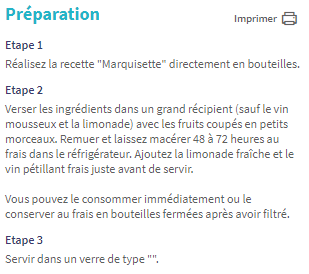 Préparation
Imprimer
Etape 1
Réalisez la recette "Marquisette" directement en bouteilles.
Etape 2
Verser les ingrédients dans un grand récipient (sauf le vin
mousseux et la limonade) avec les fruits coupés en petits
morceaux. Remuer et laissez macérer 48 à 72 heures au
frais dans le réfrigérateur. Ajoutez la limonade fraîche et le
vin pétillant frais juste avant de servir.
Vous pouvez le consommer immédiatement ou le
conserver au frais en bouteilles fermées après avoir filtré.
Etape 3
Servir dans un verre de type "".